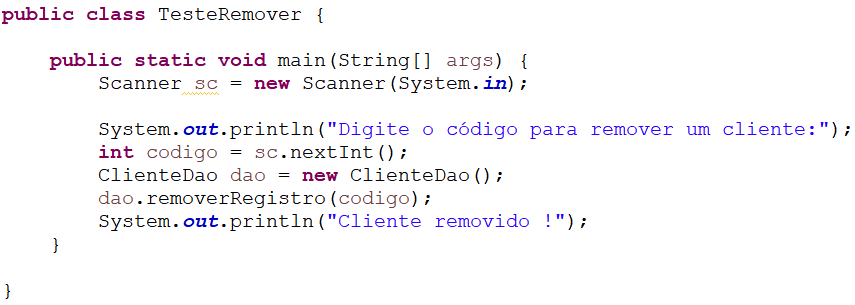 public class TesteRemover {
public static void main(String[] args) {
Scanner sc = new Scanner(System.in);
System.out.println("Digite o código para remover um cliente:");
int codigo = sc.nextInt();
ClienteDao dao = new ClienteDao();
dao.removerRegistro(codigo);
System.out.println("Cliente removido !");
}
}